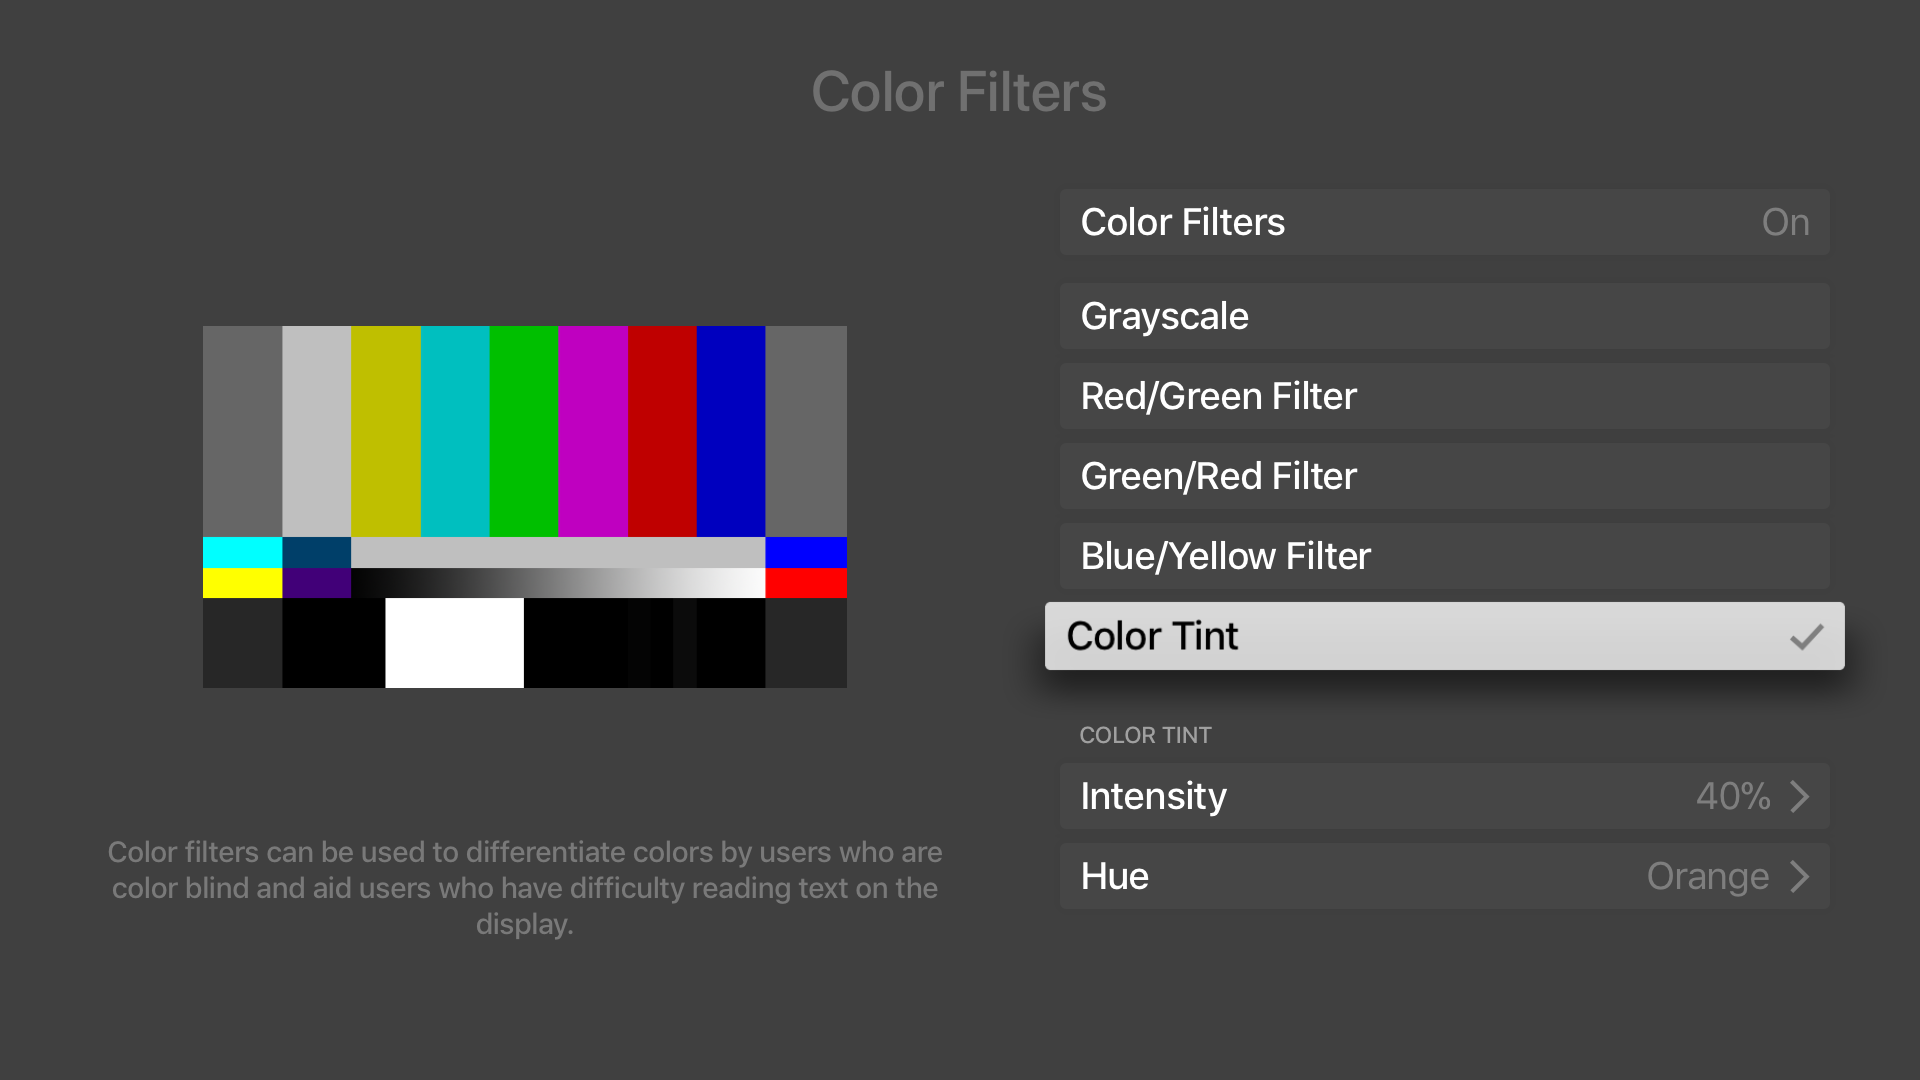 Color Filters
Color Filters On
Grayscale
Red/Green Filter
Green/Red Filter
Blue/Yellow Filter
Color Tint
COLOR TINT
Intensity 40%
Hue Orange
Color filters can be used to differentiate colors by users who are
color blind and aid users who have difficulty reading text on the
display.